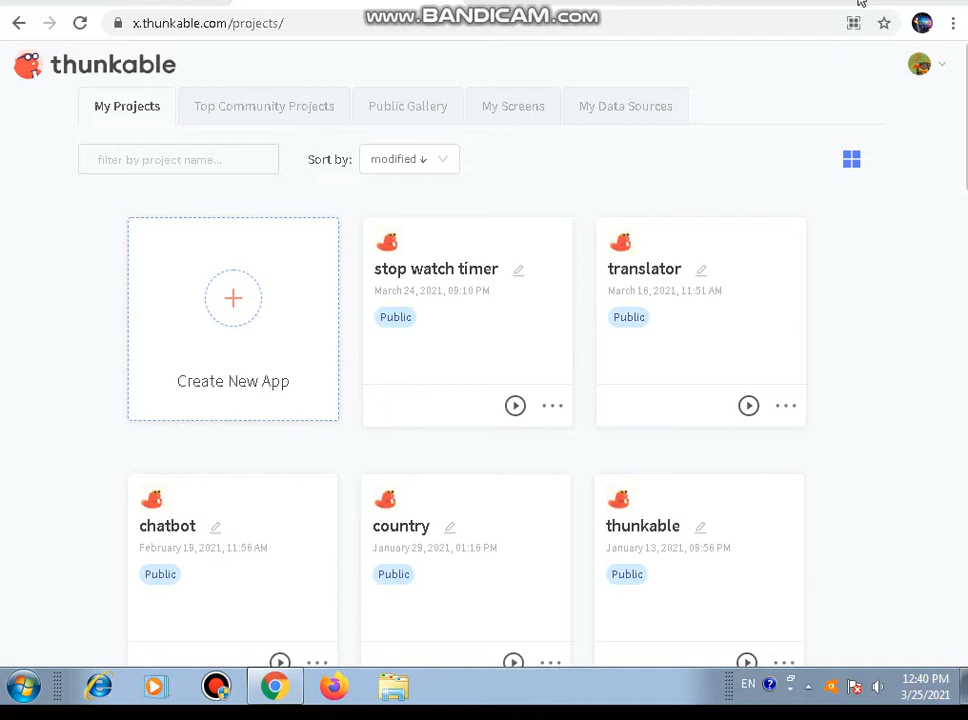 www.BANDICAM.com
x.thunkable.com/projects/
thunkable
My Projects
Top Community Projects
Public Gallery
My Screens
My Data Sources
filter by project name...
Sort by:
modified ↓
Create New App
stop watch timer
March 24, 2021, 09:10 PM
Public
translator
March 18, 2021, 11:51 AM
Public
chatbot
February 19, 2021, 11:56 AM
Public
country
January 29, 2021, 01:18 PM
Public
thunkable
January 13, 2021, 09:56 PM
Public
EN
12:40 PM
3/25/2021